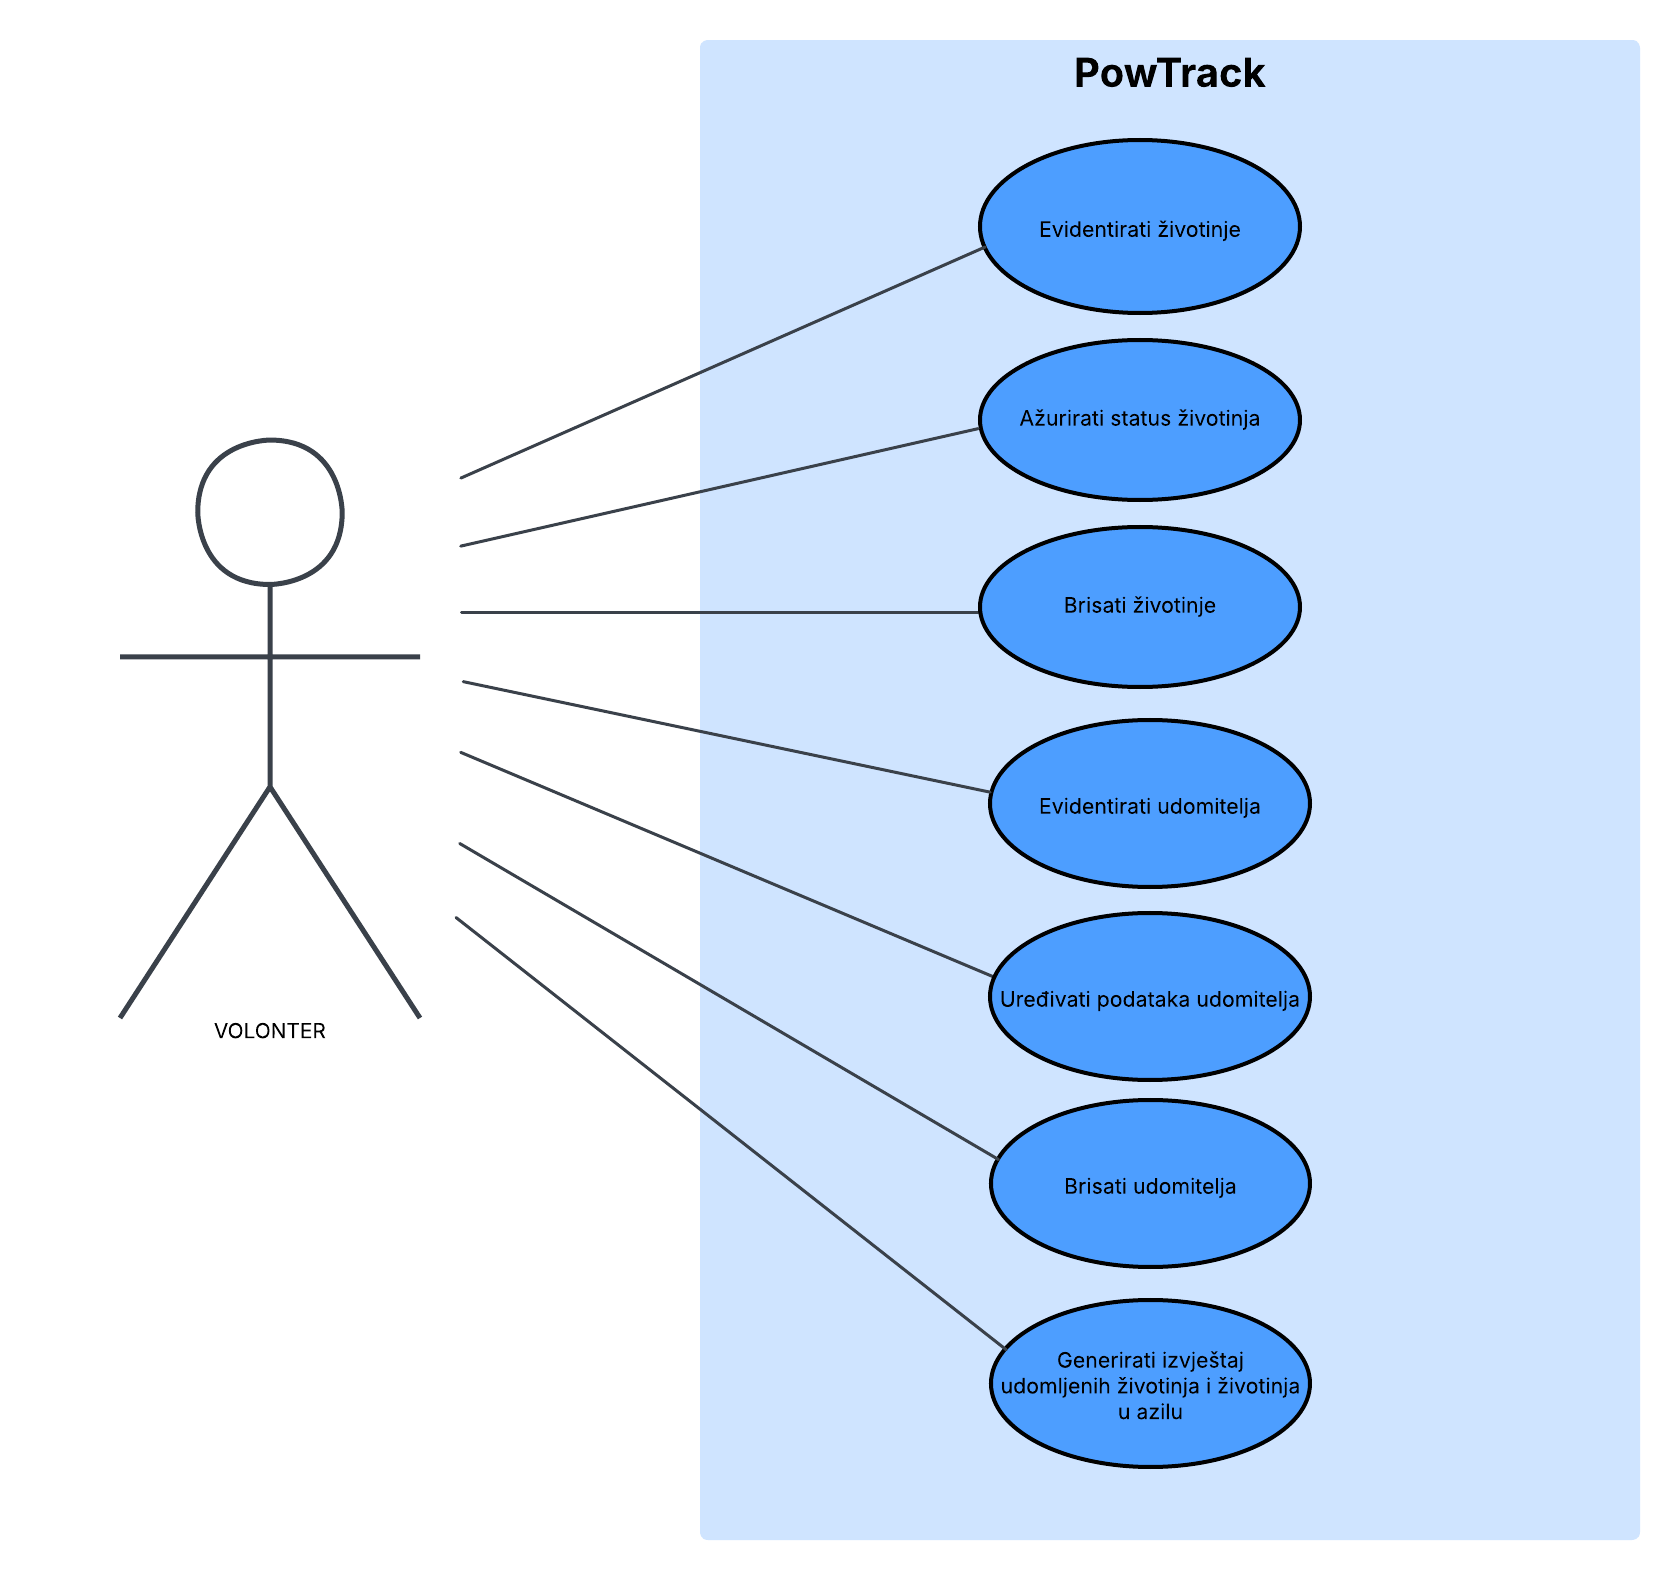 PowTrack
Evidentirati životinje
Ažurirati status životinja
Brisati životinje
Evidentirati udomitelja
Uređivati podataka udomitelja
VOLONTER
Brisati udomitelja
Generirati izvještaj
udomljenih životinja i životinja
u azilu